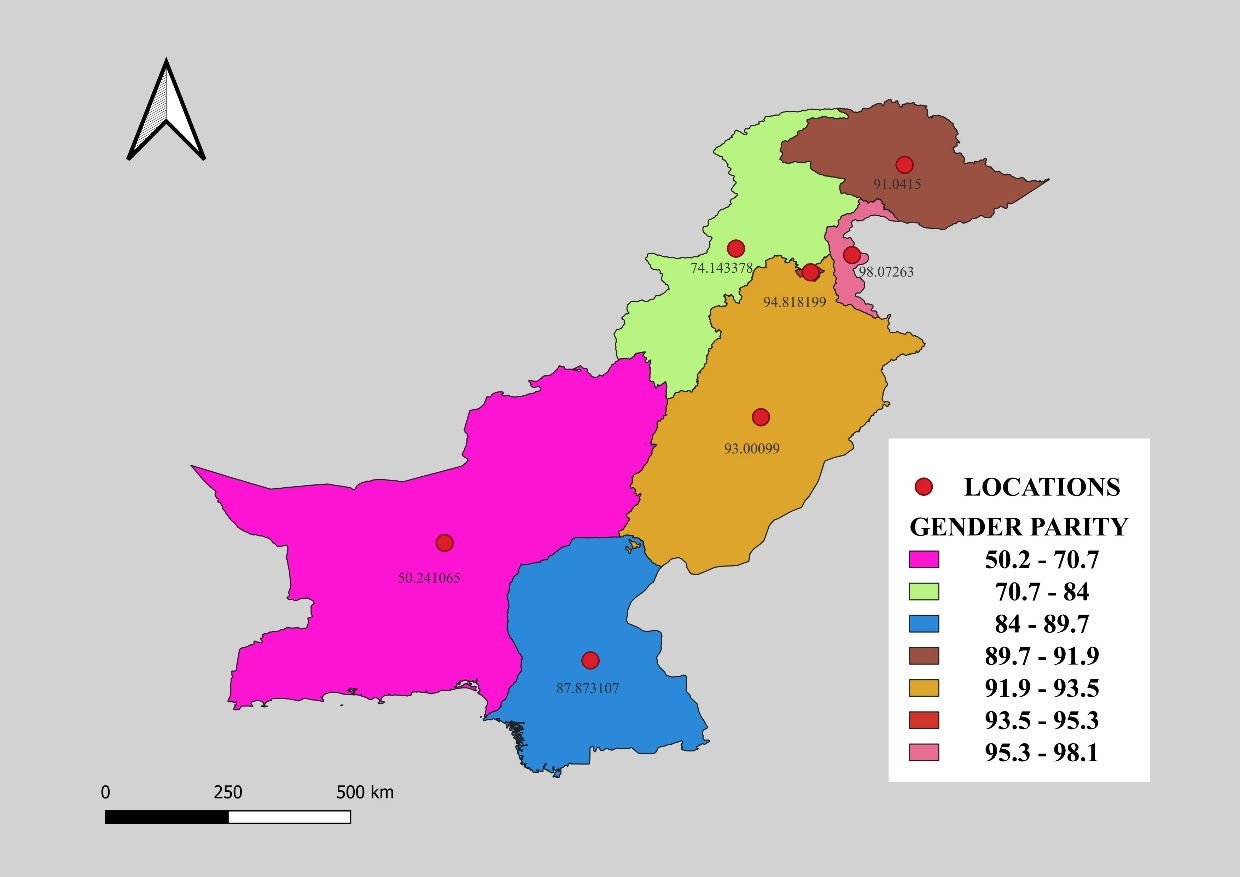 91.0415
74.143378
98.07263
94.818199
93.00099
50.241065
87.873107
LOCATIONS
GENDER PARITY
50.2 - 70.7
70.7 - 84
84 - 89.7
89.7 - 91.9
91.9 - 93.5
93.5 - 95.3
95.3 - 98.1
0 250 500 km